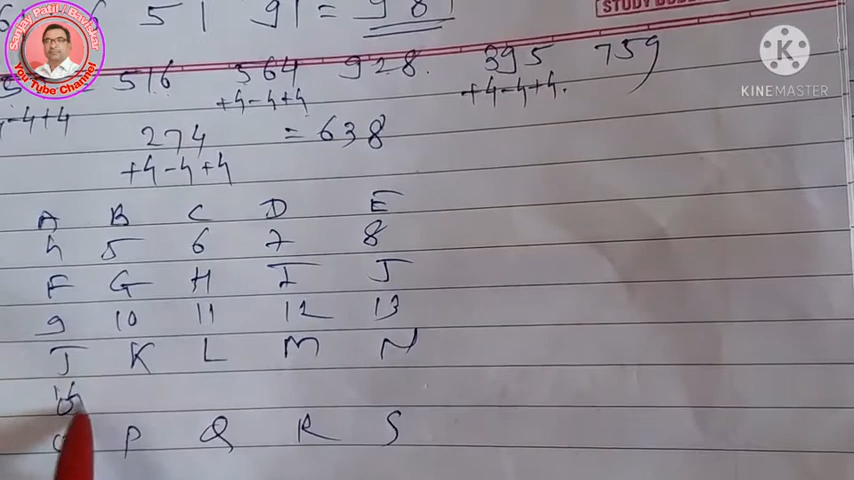 51 91 = 981
STUDY
Sanjay Patil / Baviskar
You Tube Channel
K
KINEMASTER
516 564 928. 395 759
-4+4 +4-4+4 +4-4+4.
274 = 638
+4-4+4
A B C D E
4 5 6 7 8
F G H I J
9 10 11 12 13
J K L M N
P Q R S